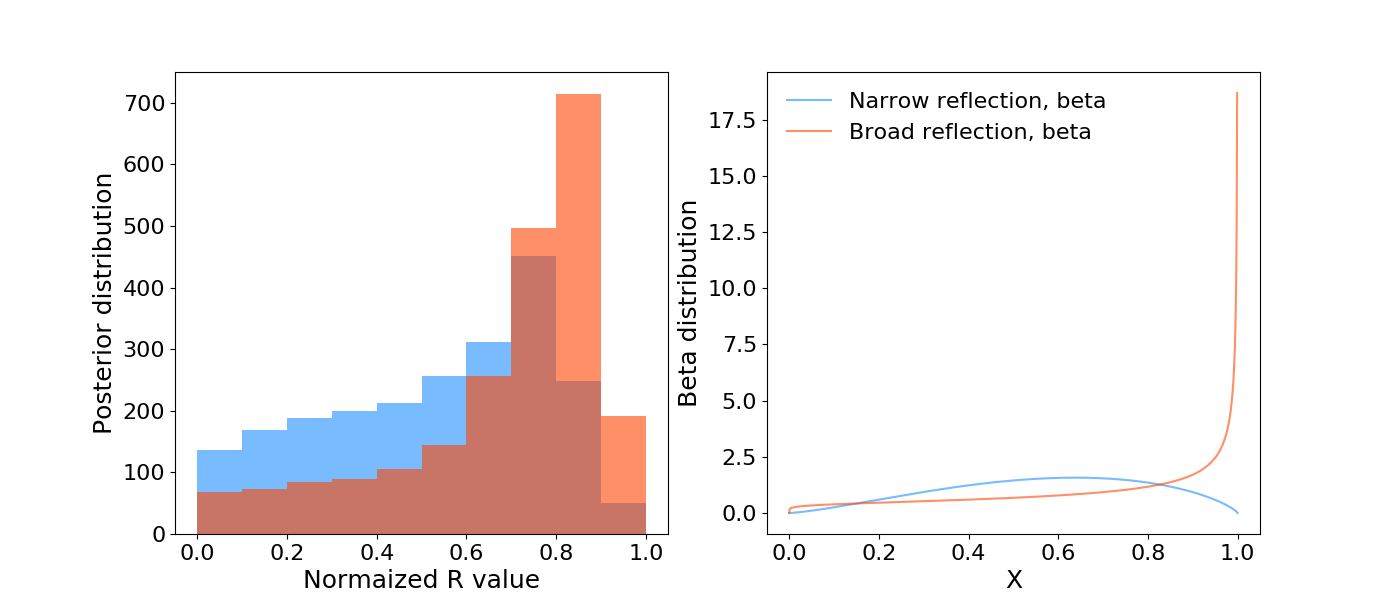 700
600
500
400
300
200
100
0
Posterior distribution
0.0 0.2 0.4 0.6 0.8 1.0
Normaized R value
Narrow reflection, beta
Broad reflection, beta
17.5
15.0
12.5
10.0
7.5
5.0
2.5
0.0
Beta distribution
0.0 0.2 0.4 0.6 0.8 1.0
X